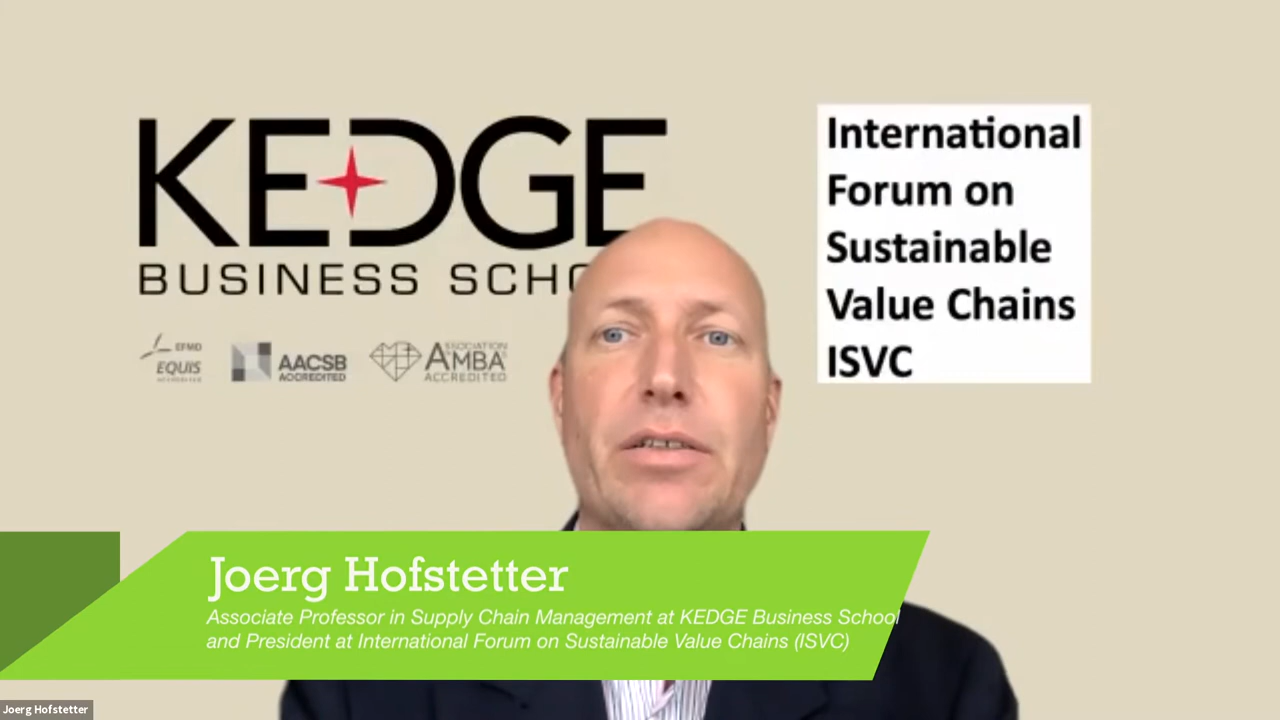 KEDGE
BUSINESS SCHO
EFMD
EQUIS
ACCREDITED
AACSB
ACCREDITED
AMBA
ACCREDITED
International
Forum on
Sustainable
Value Chains
ISVC
Joerg Hofstetter
Associate Professor in Supply Chain Management at KEDGE Business School
and President at International Forum on Sustainable Value Chains (ISVC)
Joerg Hofstetter